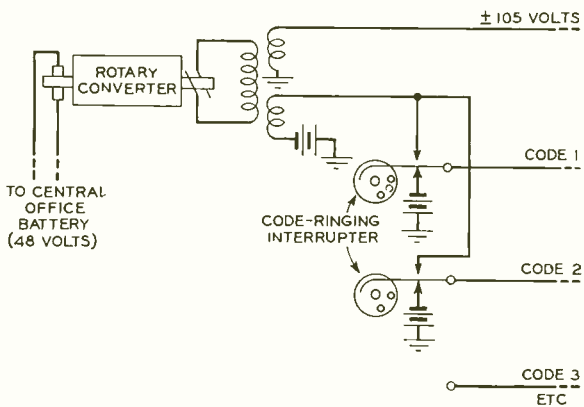 ± 105 VOLTS
ROTARY
CONVERTER
CODE 1
TO CENTRAL
OFFICE
BATTERY
(48 VOLTS)
CODE-RINGING
INTERRUPTER
CODE 2
CODE 3
ETC